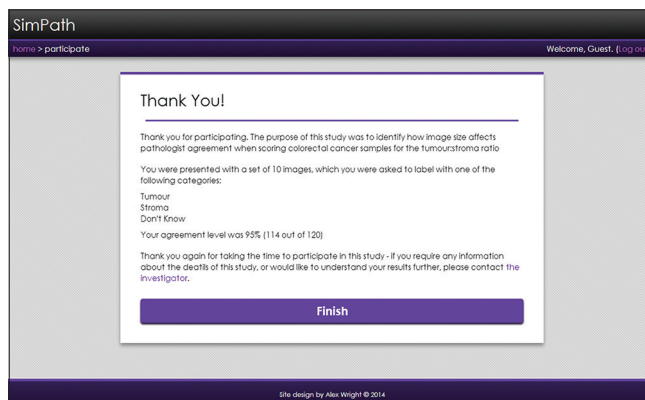 SimPath
home > participate
Welcome, Guest. (Log ou
Thank You!
Thank you for participating. The purpose of this study was to identify how image size affects
pathologist agreement when scoring colorectal cancer samples for the tumour:stroma ratio
You were presented with a set of 10 images, which you were asked to label with one of the
following categories:
Tumour
Stroma
Don't Know
Your agreement level was 95% (114 out of 120)
Thank you again for taking the time to participate in this study - if you require any information
about the deatils of this study, or would like to understand your results further, please contact the
investigator.
Finish
Site design by Alex Wright © 2014